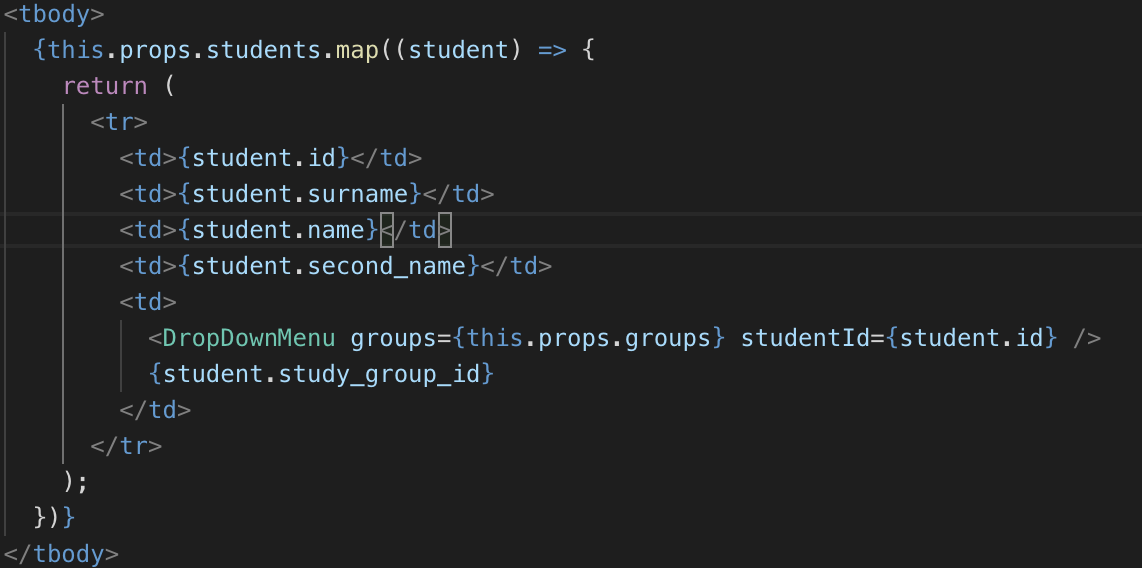 <tbody>
{this.props.students.map((student) => {
return (
<tr>
<td>{student.id}</td>
<td>{student.surname}</td>
<td>{student.name}</td>
<td>{student.second_name}</td>
<td>
<DropDownMenu groups={this.props.groups} studentId={student.id} />
{student.study_group_id}
</td>
</tr>
);
})}
</tbody>